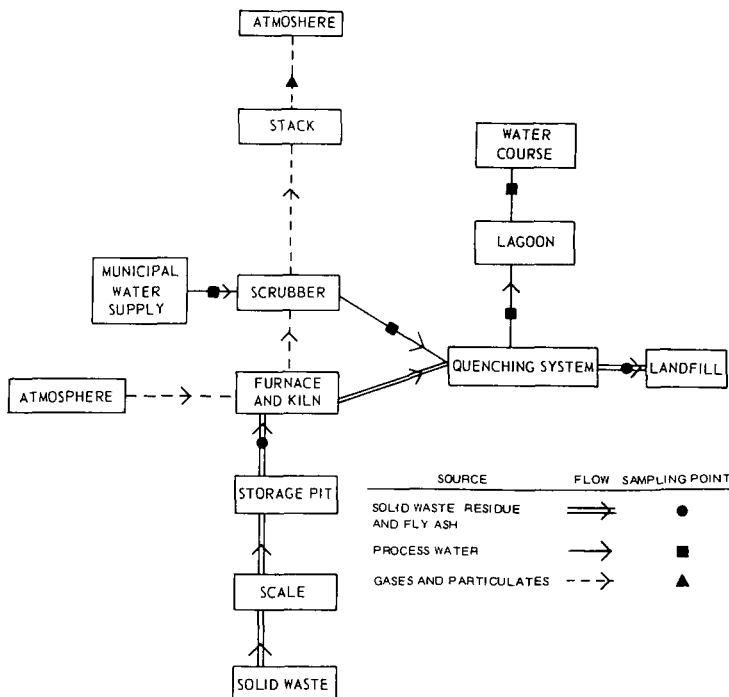 ATMOSHERE
STACK
WATER
COURSE
LAGOON
MUNICIPAL
WATER
SUPPLY
SCRUBBER
QUENCHING SYSTEM
LANDFILL
FURNACE
AND KILN
ATMOSPHERE
STORAGE PIT
SCALE
SOLID WASTE
SOURCE FLOW SAMPLING POINT
SOLID WASTE RESIDUE
AND FLY ASH
PROCESS WATER
GASES AND PARTICULATES